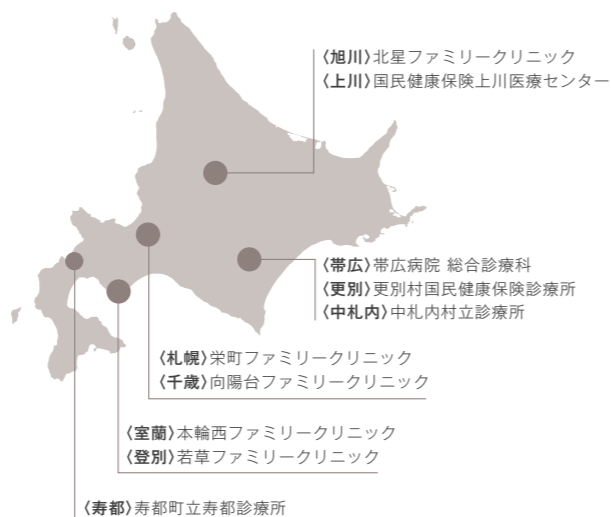 〈旭川〉北星ファミリークリニック
〈上川〉国民健康保険上川医療センター
〈帯広〉帯広病院 総合診療科
〈更別〉更別村国民健康保険診療所
〈中札内〉中札内村立診療所
〈札幌〉栄町ファミリークリニック
〈千歳〉向陽台ファミリークリニック
〈室蘭〉本輪西ファミリークリニック
〈登別〉若草ファミリークリニック
〈寿都〉寿都町立寿都診療所